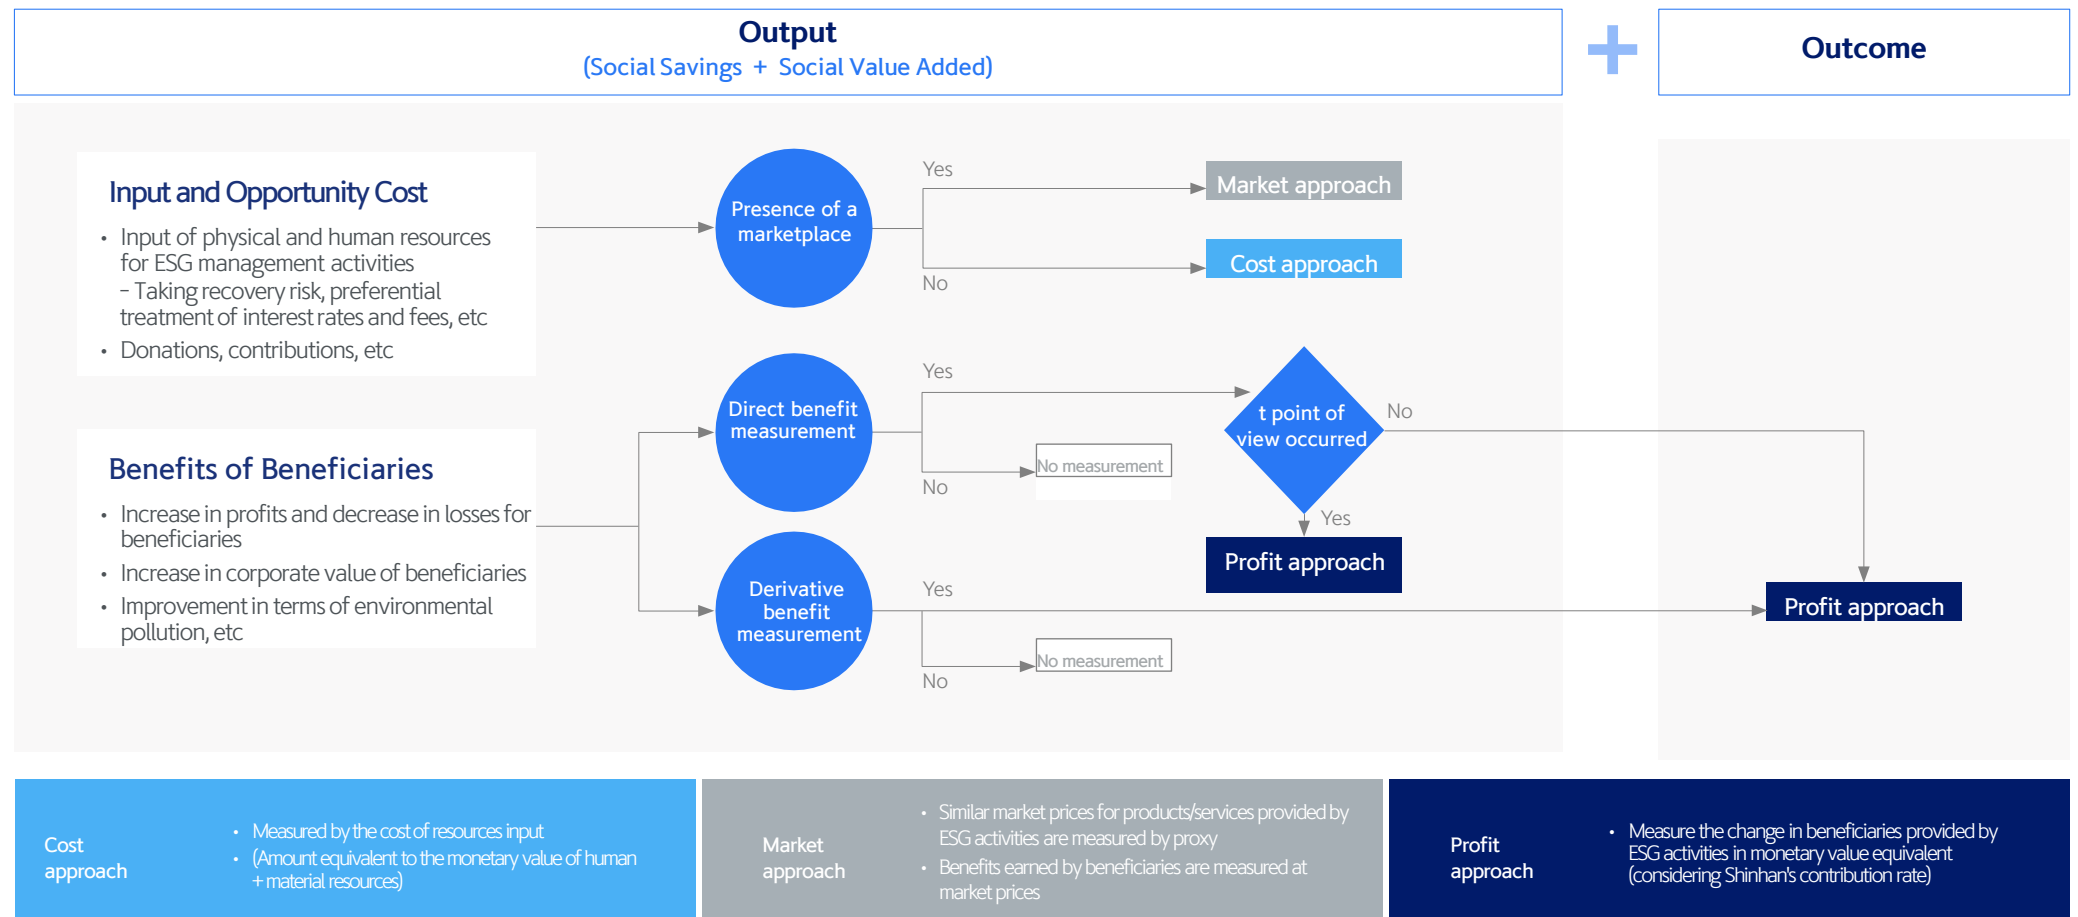 Output
(Social Savings + Social Value Added)
Outcome
Input and Opportunity Cost
• Input of physical and human resources
for ESG management activities
- Taking recovery risk, preferential
treatment of interest rates and fees, etc
• Donations, contributions, etc
Presence of a
marketplace
Yes
Market approach
No
Cost approach
Benefits of Beneficiaries
• Increase in profits and decrease in losses for
beneficiaries
• Increase in corporate value of beneficiaries
• Improvement in terms of environmental
pollution, etc
Direct benefit
measurement
Yes
No
No measurement
t point of
view occurred
No
Yes
Profit approach
Derivative
benefit
measurement
Yes
No
No measurement
Profit approach
Cost
approach
• Measured by the cost of resources input
• (Amount equivalent to the monetary value of human
+ material resources)
Market
approach
• Similar market prices for products/services provided by
ESG activities are measured by proxy
• Benefits earned by beneficiaries are measured at
market prices
Profit
approach
• Measure the change in beneficiaries provided by
ESG activities in monetary value equivalent
(considering Shinhan's contribution rate)